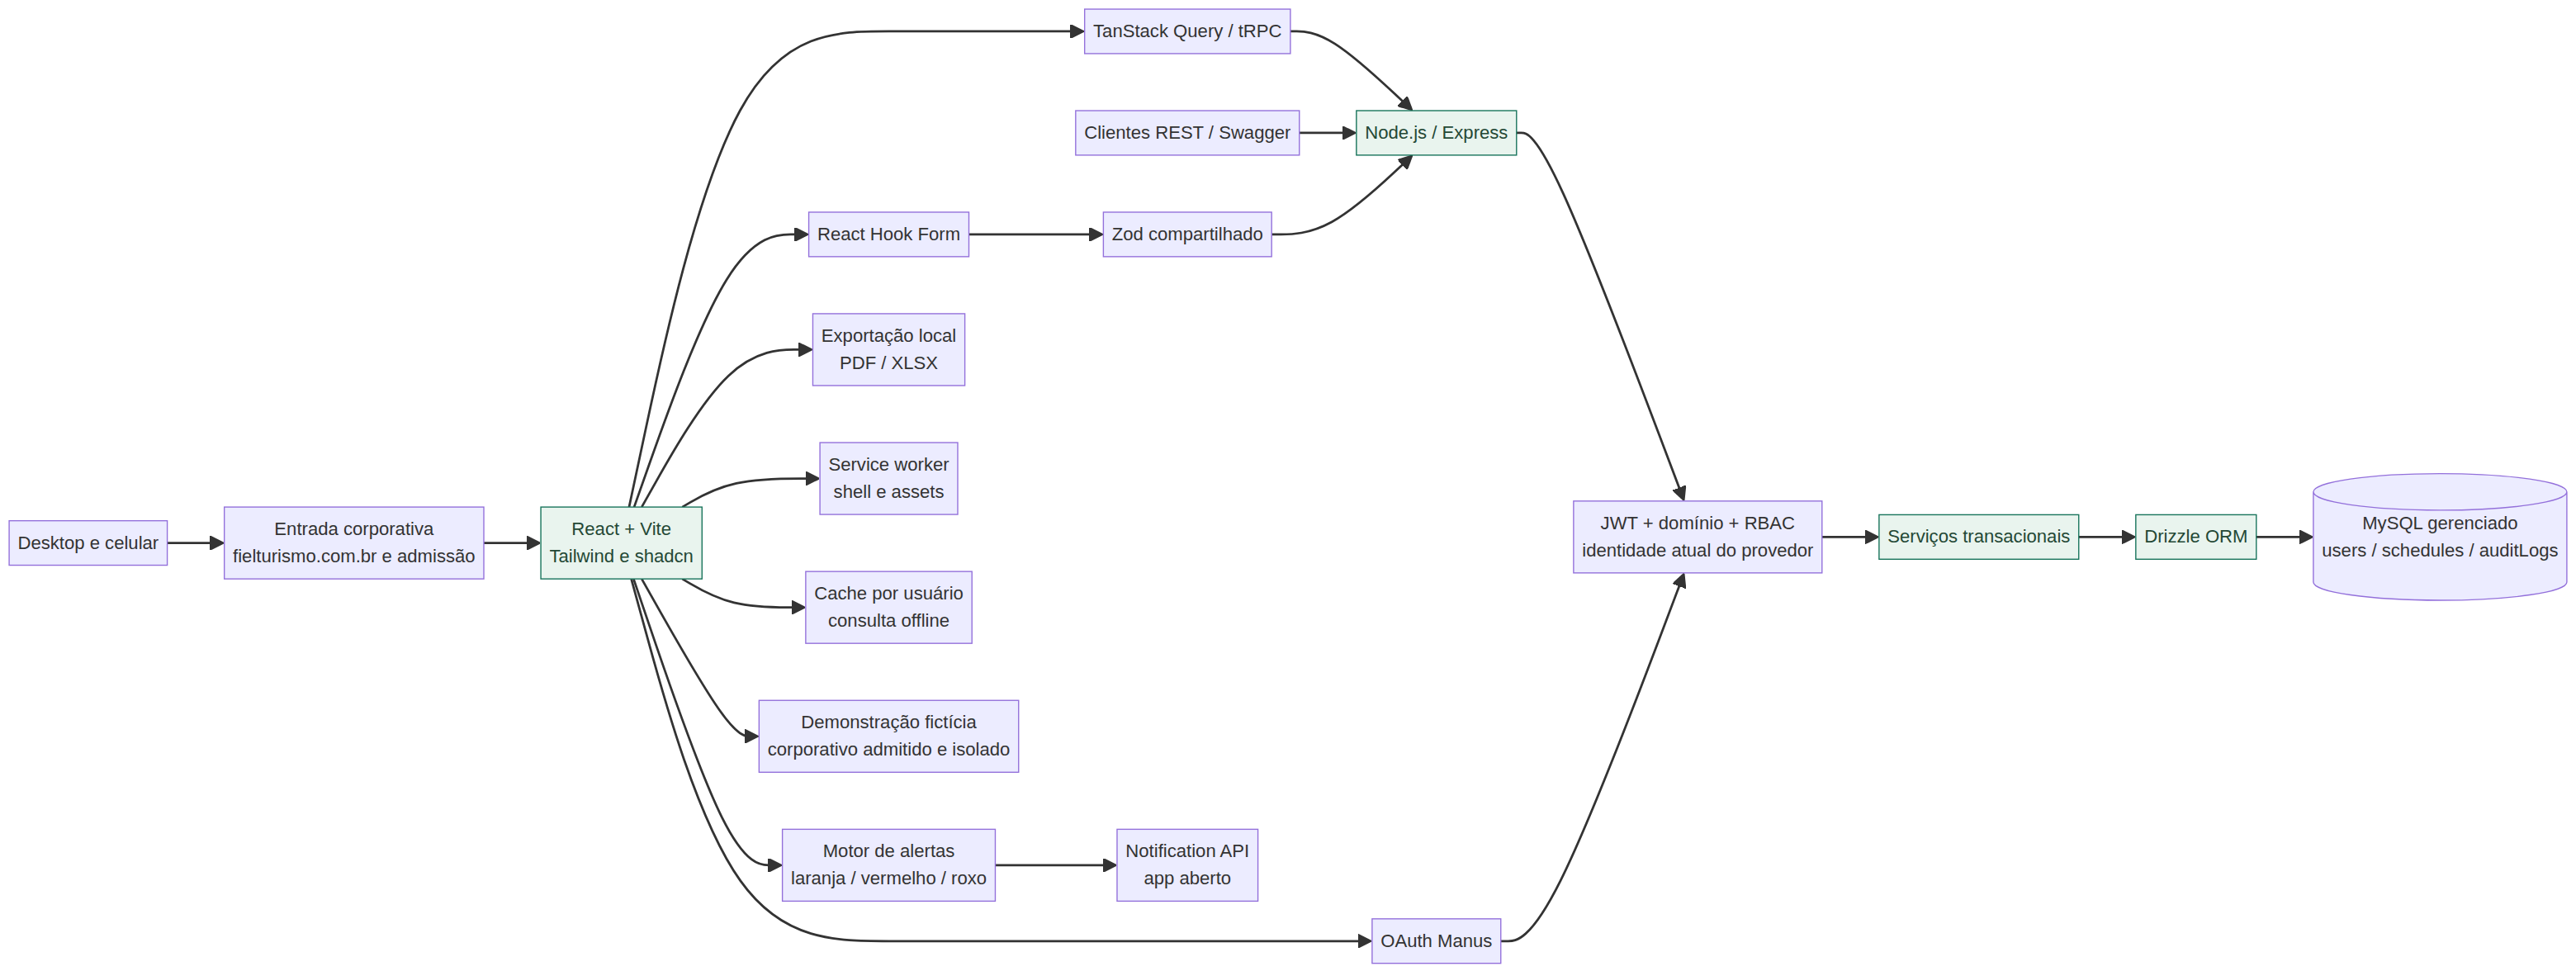 TanStack Query / tRPC
Clientes REST / Swagger
Node.js / Express
React Hook Form
Zod compartilhado
Exportação local
PDF / XLSX
Service worker
shell e assets
Desktop e celular
Entrada corporativa
fielturismo.com.br e admissão
React + Vite
Tailwind e shadcn
JWT + domínio + RBAC
identidade atual do provedor
Serviços transacionais
Drizzle ORM
MySQL gerenciado
users / schedules / auditLogs
Cache por usuário
consulta offline
Demonstração fictícia
corporativo admitido e isolado
Motor de alertas
laranja / vermelho / roxo
Notification API
app aberto
OAuth Manus